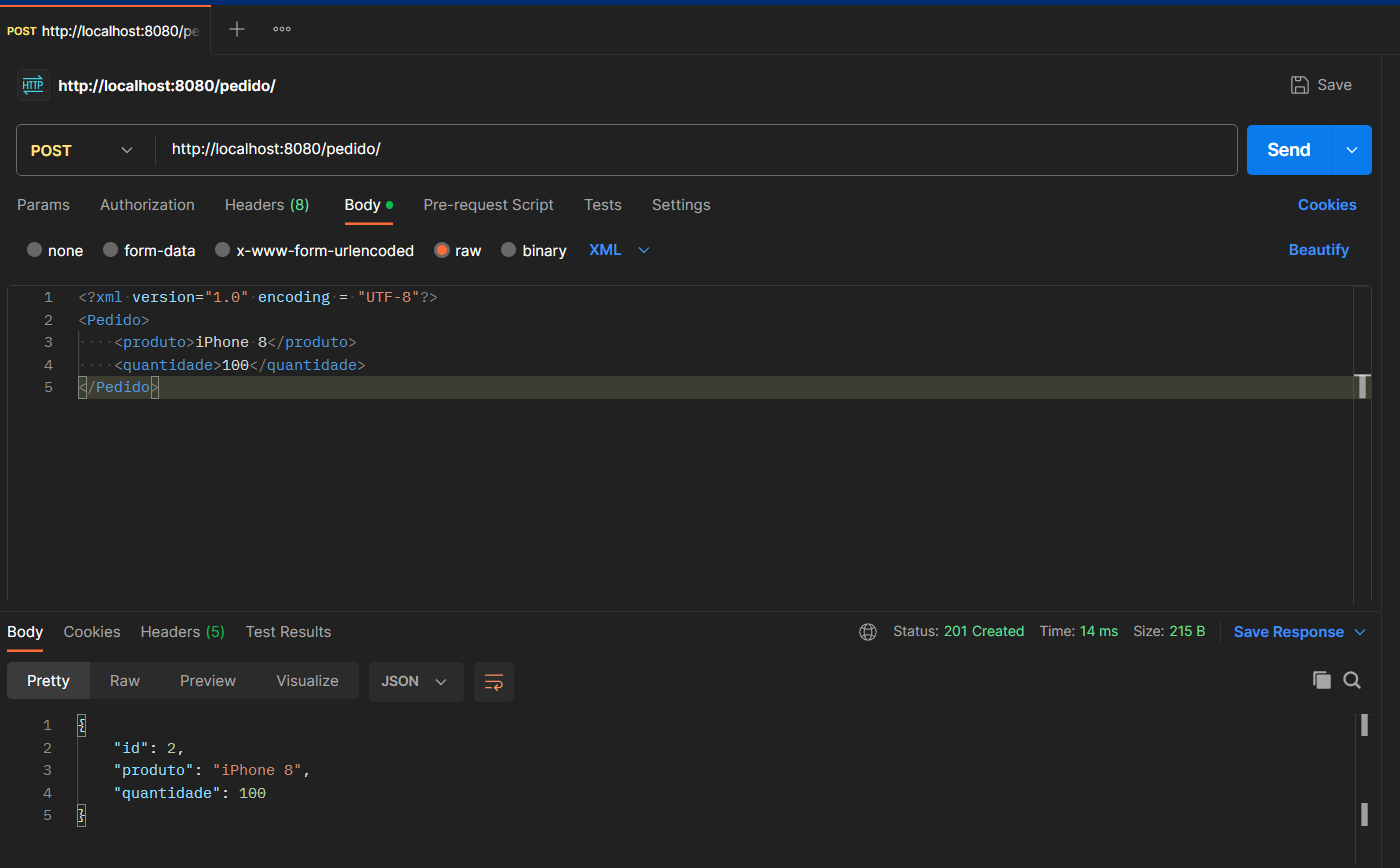 POST http://localhost:8080/pe
HTTP http://localhost:8080/pedido/ Save
POST http://localhost:8080/pedido/ Send
Params Authorization Headers (8) Body Pre-request Script Tests Settings Cookies
none form-data x-www-form-urlencoded raw binary XML Beautify
1 <?xml version="1.0" encoding = "UTF-8"?>
2 <Pedido>
3 <produto>iPhone 8</produto>
4 <quantidade>100</quantidade>
5 </Pedido>
Body Cookies Headers (5) Test Results Status: 201 Created Time: 14 ms Size: 215 B Save Response
Pretty Raw Preview Visualize JSON
1 {
2 "id": 2,
3 "produto": "iPhone 8",
4 "quantidade": 100
5 }